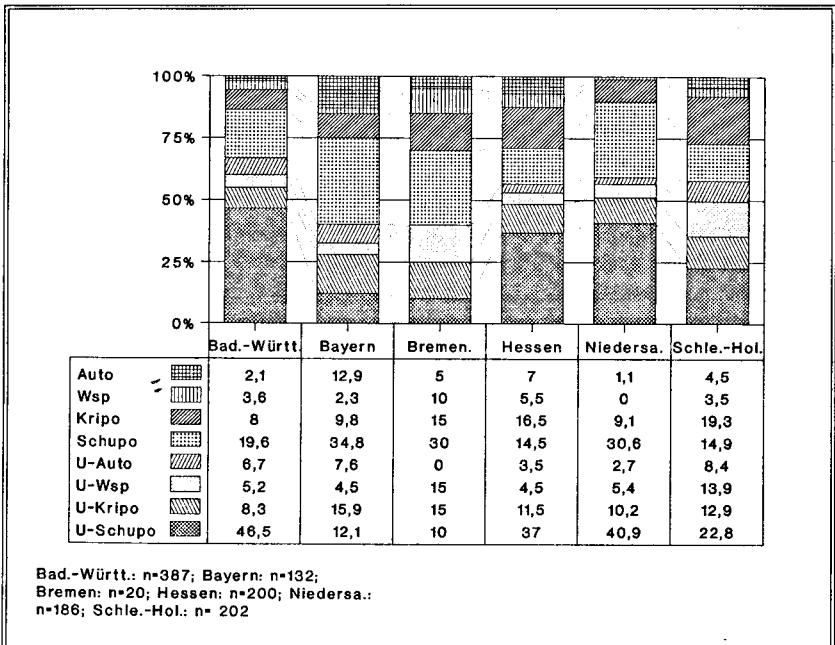 100%
75%
50%
25%
0%
Bad.-Württ. Bayern Bremen. Hessen Niedersa. Schle.-Hol.
Auto 2,1 12,9 5 7 1,1 4,5
Wsp 3,6 2,3 10 5,5 0 3,5
Kripo 8 9,8 15 16,5 9,1 19,3
Schupo 19,6 34,8 30 14,5 30,6 14,9
U-Auto 6,7 7,6 0 3,5 2,7 8,4
U-Wsp 5,2 4,5 15 4,5 5,4 13,9
U-Kripo 8,3 15,9 15 11,5 10,2 12,9
U-Schupo 46,5 12,1 10 37 40,9 22,8
Bad.-Württ.: n=387; Bayern: n=132;
Bremen: n=20; Hessen: n=200; Niedersa.:
n=186; Schle.-Hol.: n= 202